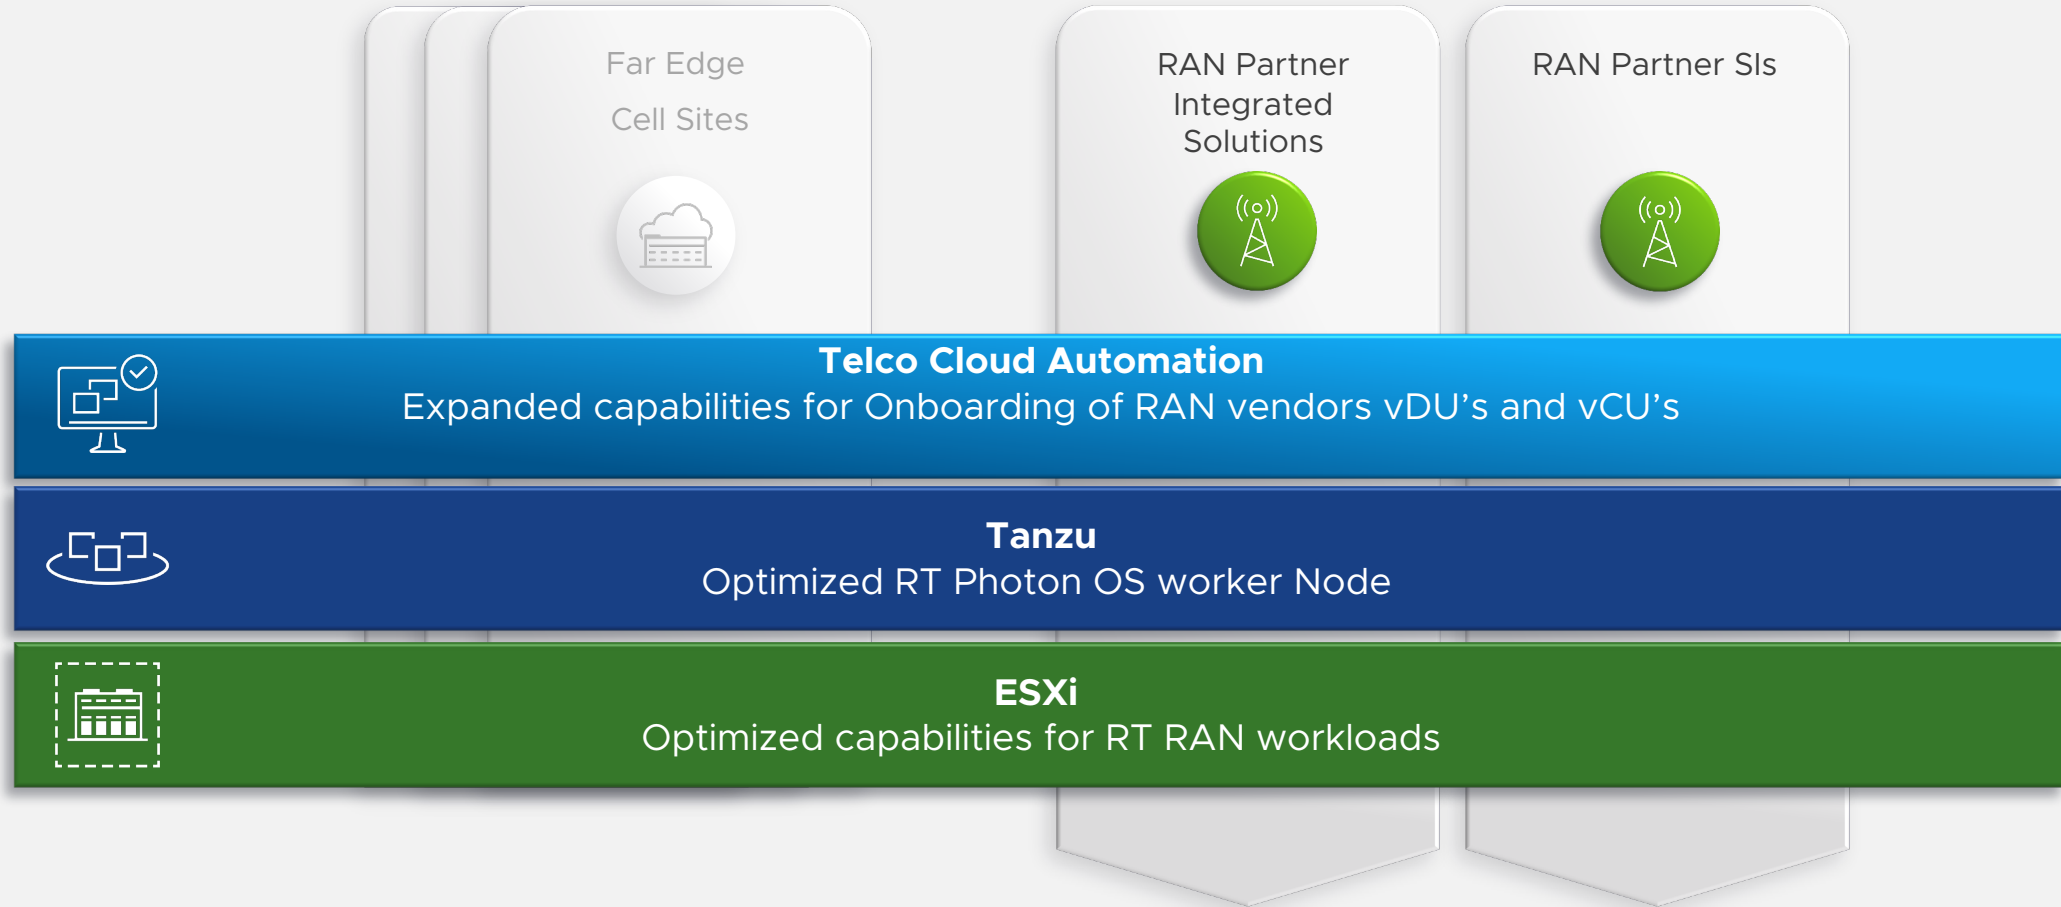 Far Edge
Cell Sites
RAN Partner
Integrated
Solutions
RAN Partner SIs
Telco Cloud Automation
Expanded capabilities for Onboarding of RAN vendors vDU’s and vCU’s
Tanzu
Optimized RT Photon OS worker Node
ESXi
Optimized capabilities for RT RAN workloads